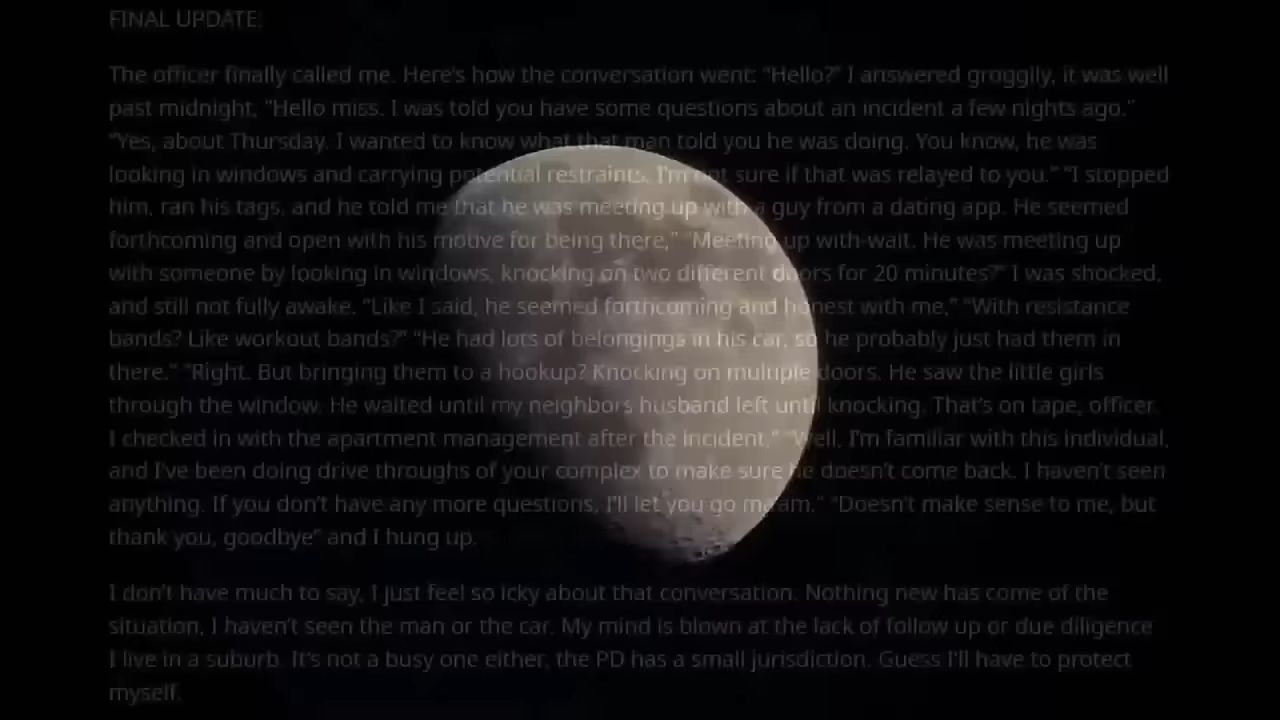 FINAL UPDATE:
The officer finally called me. Here's how the conversation went: "Hello?" I answered groggily, it was well
past midnight, "Hello miss. I was told you have some questions about an incident a few nights ago."
"Yes, about Thursday. I wanted to know what that man told you he was doing. You know, he was
looking in windows and carrying potential restraints. I'm not sure if that was relayed to you." "I stopped
him, ran his tags, and he told me that he was meeting up with a guy from a dating app. He seemed
forthcoming and open with his motive for being there," "Meeting up with-wait. He was meeting up
with someone by looking in windows, knocking on two different doors for 20 minutes?" I was shocked,
and still not fully awake. "Like I said, he seemed forthcoming and honest with me," "With resistance
bands? Like workout bands?" "He had lots of belongings in his car, so he probably just had them in
there." "Right. But bringing them to a hookup? Knocking on multiple doors. He saw the little girls
through the window. He waited until my neighbors husband left until knocking. That's on tape, officer.
I checked in with the apartment management after the incident," "Well, I'm familiar with this individual,
and I've been doing drive throughs of your complex to make sure he doesn't come back. I haven't seen
anything. If you don't have any more questions, I'll let you go ma'am." "Doesn't make sense to me, but
thank you, goodbye" and I hung up.
I don't have much to say, I just feel so icky about that conversation. Nothing new has come of the
situation, I haven't seen the man or the car. My mind is blown at the lack of follow up or due diligence
I live in a suburb. It's not a busy one either, the PD has a small jurisdiction. Guess I'll have to protect
myself.